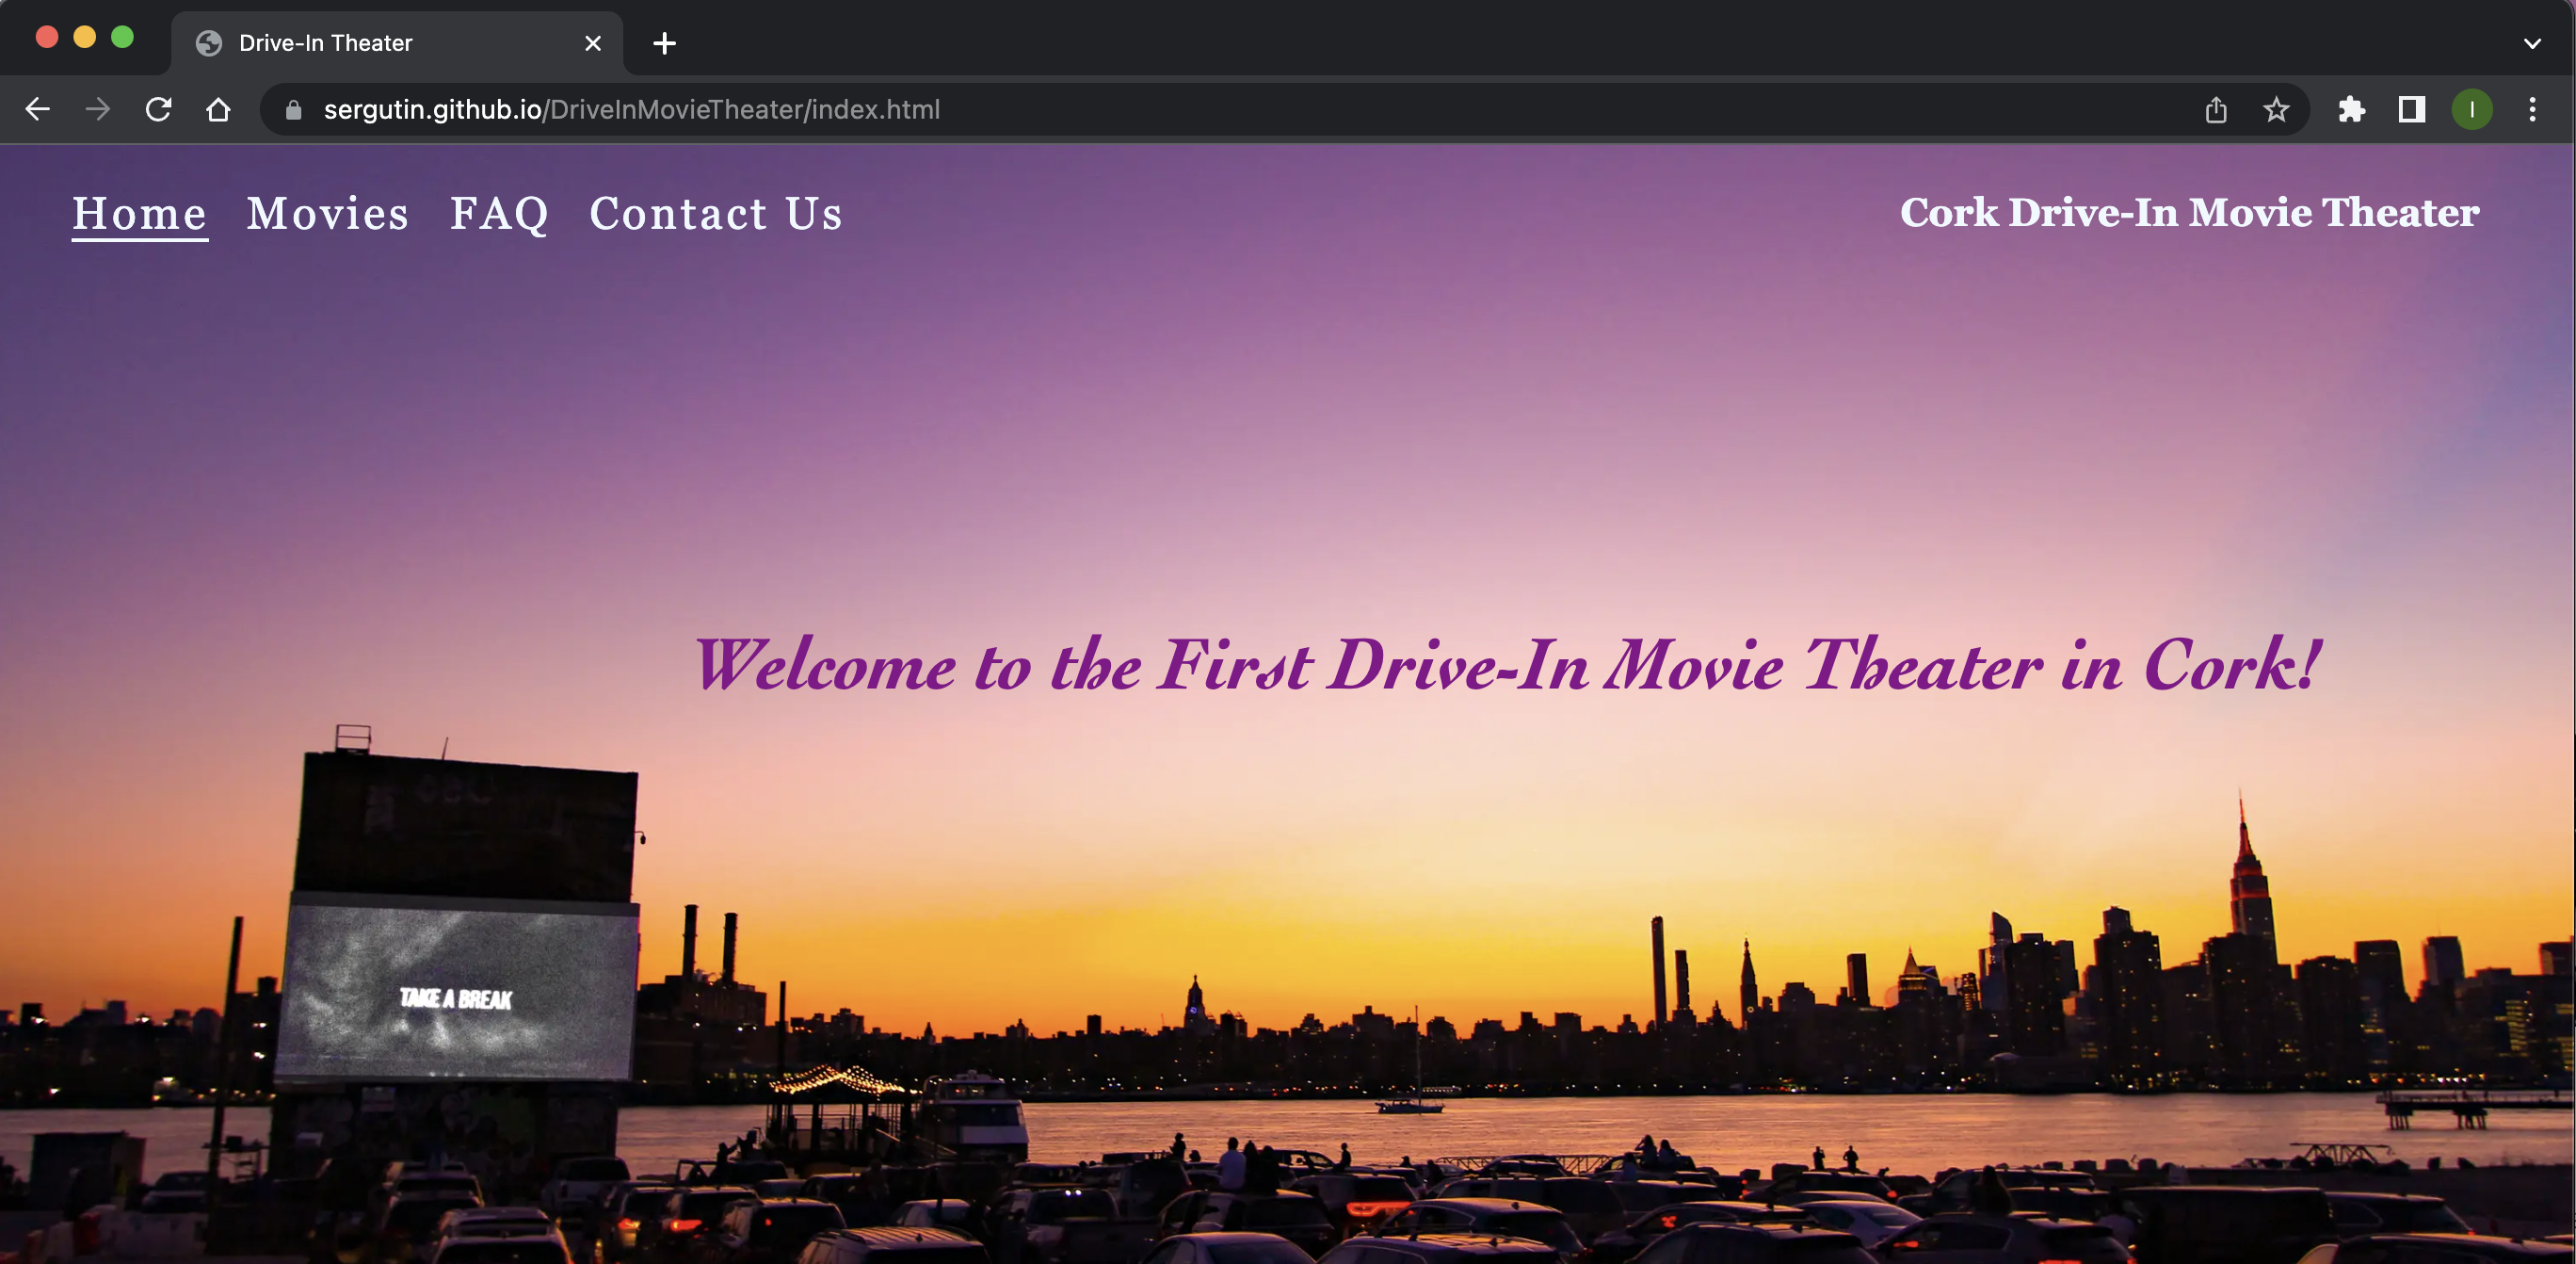 Drive-In Theater
sergutin.github.io/DriveInMovieTheater/index.html
I
Home Movies FAQ Contact Us
Cork Drive-In Movie Theater
Welcome to the First Drive-In Movie Theater in Cork!
TAKE A BREAK